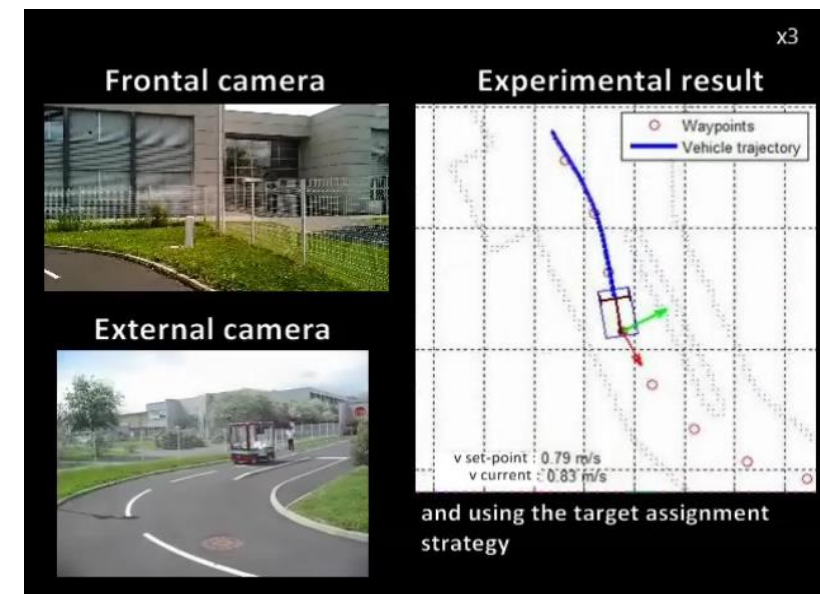 x3
Frontal camera
Experimental result
Waypoints
Vehicle trajectory
External camera
v set-point : 0.79 m/s
v current : 0.83 m/s
and using the target assignment
strategy